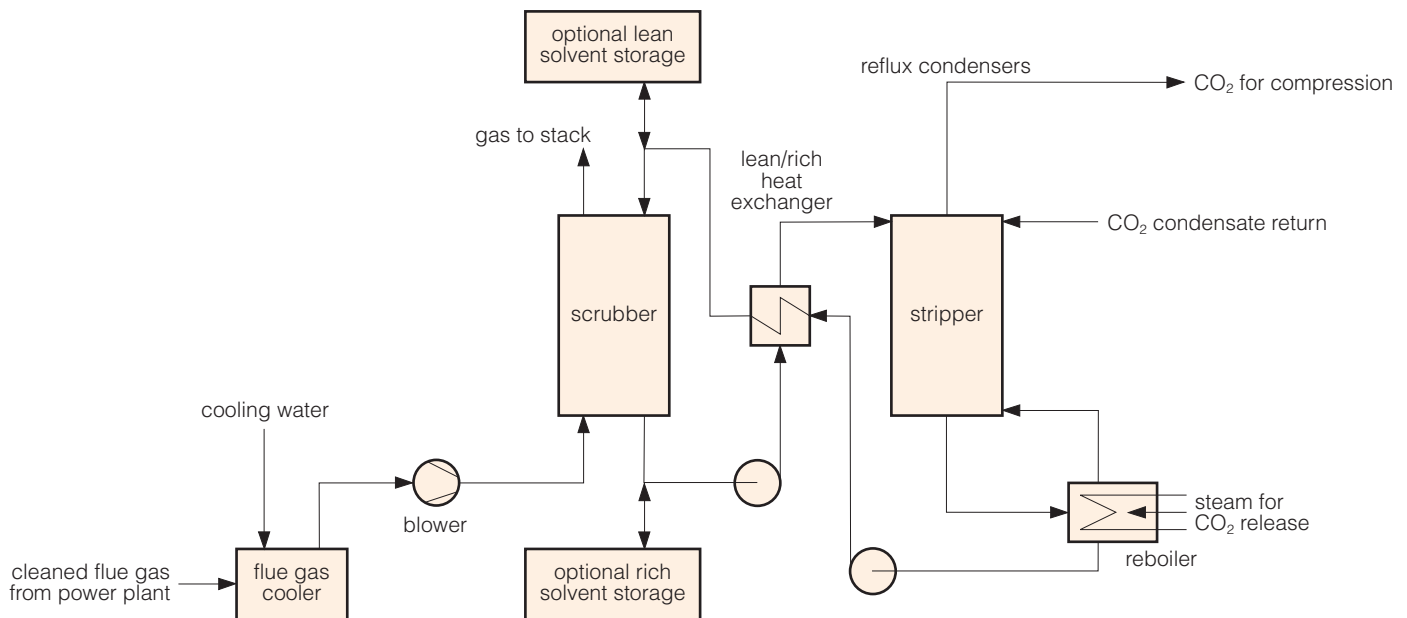 optional lean
solvent storage
reflux condensers
CO₂ for compression
gas to stack
lean/rich
heat
exchanger
CO₂ condensate return
scrubber
stripper
cooling water
blower
steam for
CO₂ release
reboiler
cleaned flue gas
from power plant
flue gas
cooler
optional rich
solvent storage